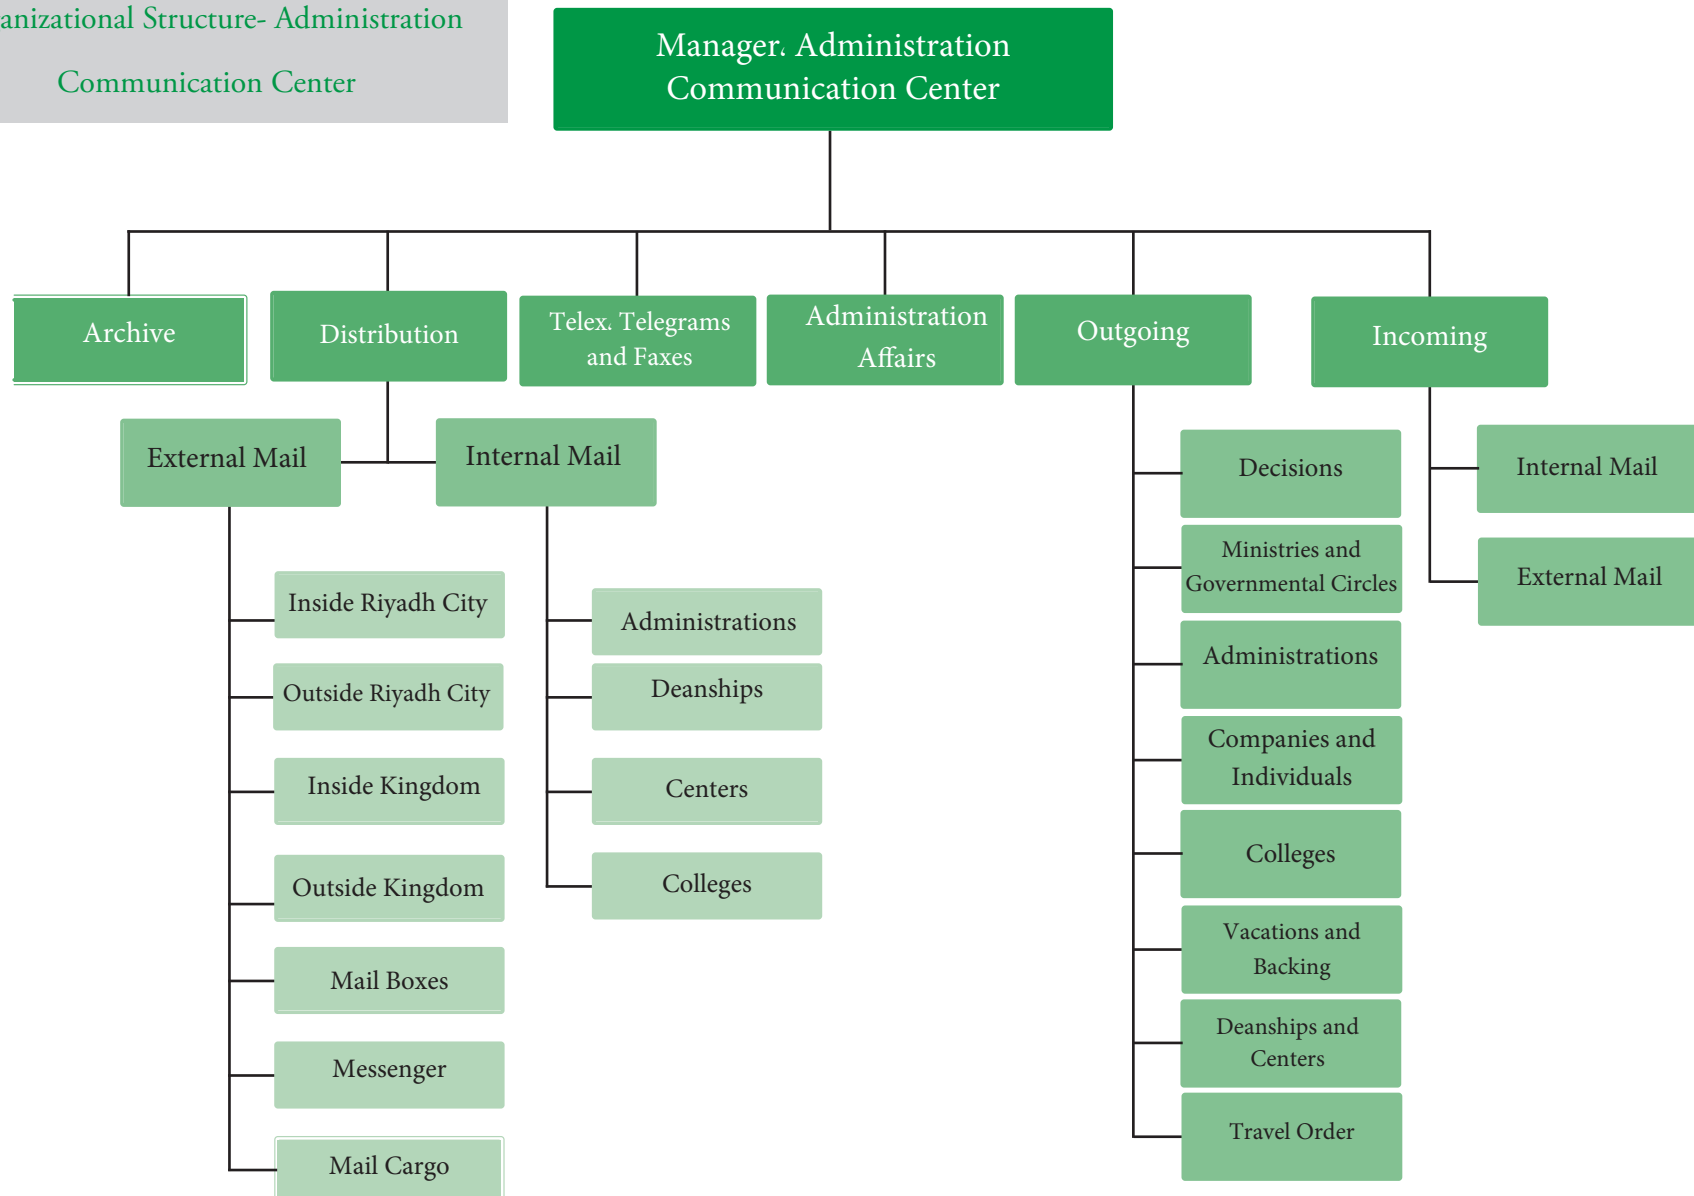 anizational Structure- Administration
Communication Center
Manager، Administration
Communication Center
Archive
Distribution
Telex، Telegrams
and Faxes
Administration
Affairs
Outgoing
Incoming
External Mail
Internal Mail
Inside Riyadh City
Outside Riyadh City
Inside Kingdom
Outside Kingdom
Mail Boxes
Messenger
Mail Cargo
Administrations
Deanships
Centers
Colleges
Decisions
Ministries and
Governmental Circles
Administrations
Companies and
Individuals
Colleges
Vacations and
Backing
Deanships and
Centers
Travel Order
Internal Mail
External Mail